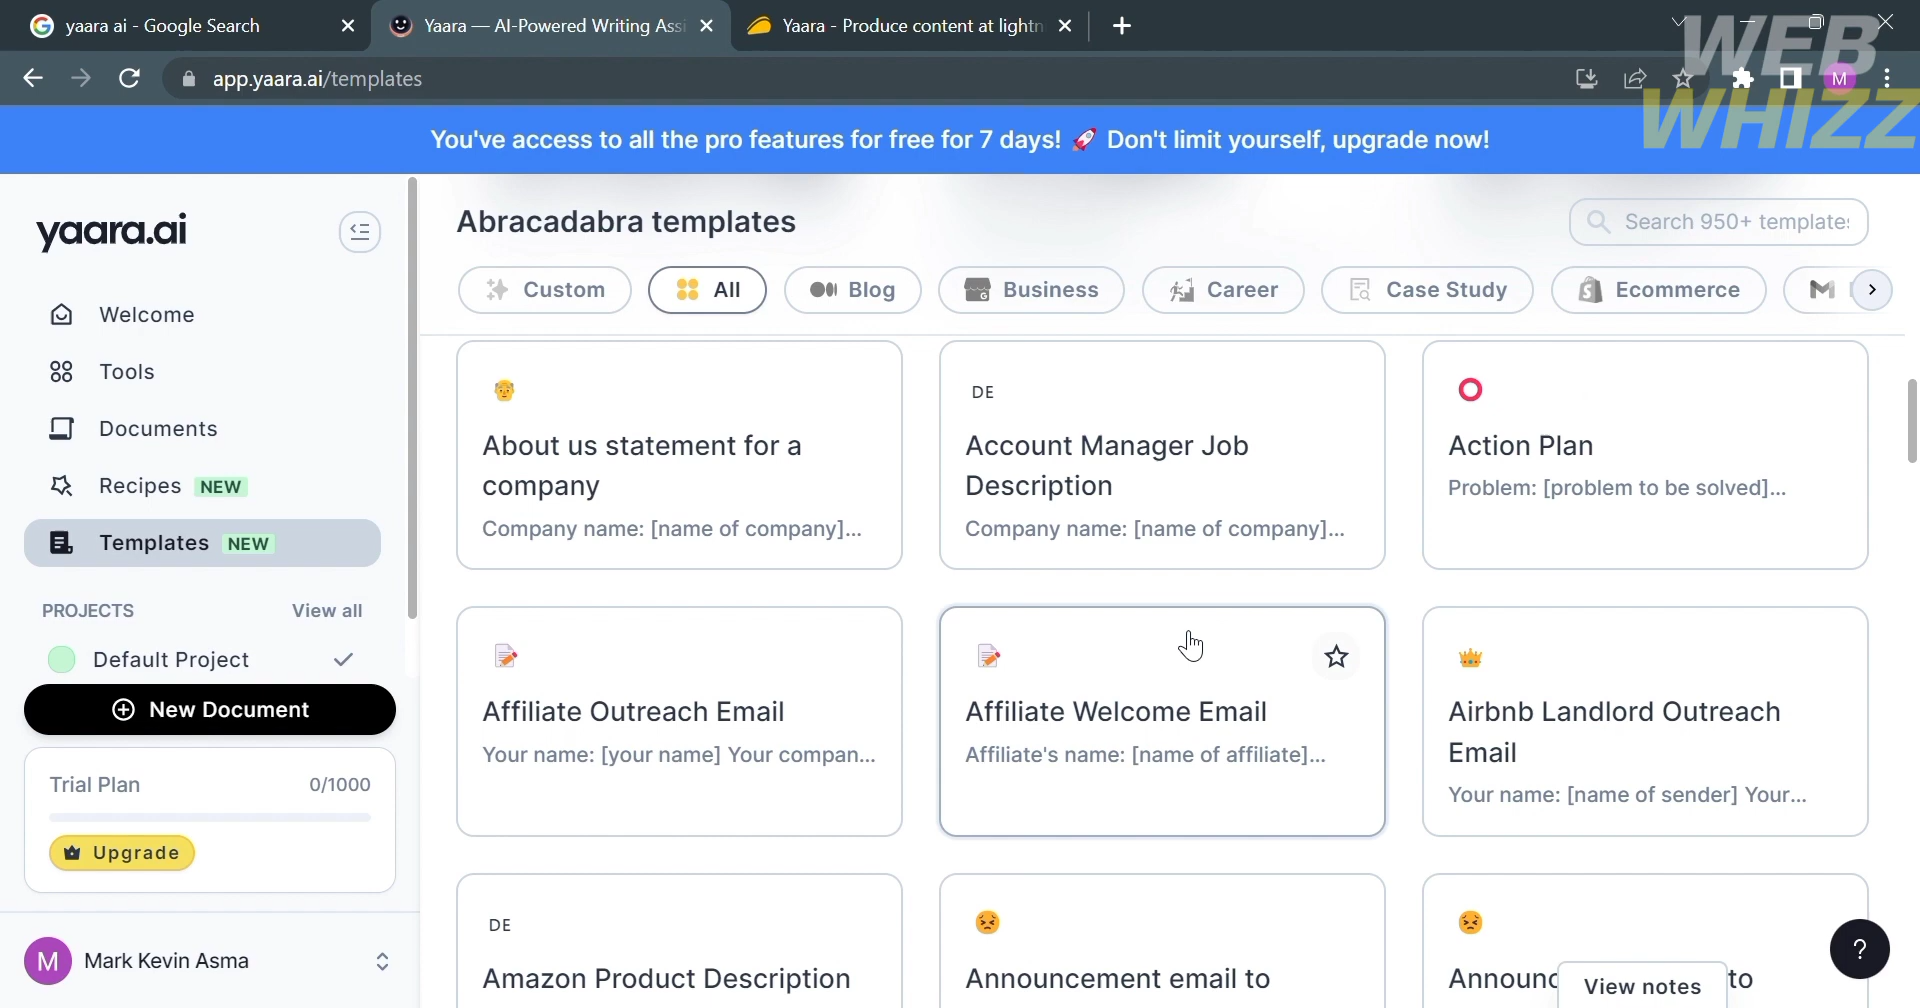 yaara ai - Google Search
Yaara — AI-Powered Writing Assi
Yaara - Produce content at lightn
app.yaara.ai/templates
M
WEB
WHIZZ
You've access to all the pro features for free for 7 days! 🚀 Don't limit yourself, upgrade now!
yaara.ai
Welcome
Tools
Documents
Recipes NEW
Templates NEW
PROJECTS View all
Default Project
New Document
Trial Plan 0/1000
Upgrade
M Mark Kevin Asma
Abracadabra templates
Search 950+ templates
Custom
All
Blog
Business
Career
Case Study
Ecommerce
About us statement for a
company
Company name: [name of company]...
DE
Account Manager Job
Description
Company name: [name of company]...
Action Plan
Problem: [problem to be solved]...
Affiliate Outreach Email
Your name: [your name] Your compan...
Affiliate Welcome Email
Affiliate's name: [name of affiliate]...
Airbnb Landlord Outreach
Email
Your name: [name of sender] Your...
DE
Amazon Product Description
Announcement email to
Announc
to
View notes
?